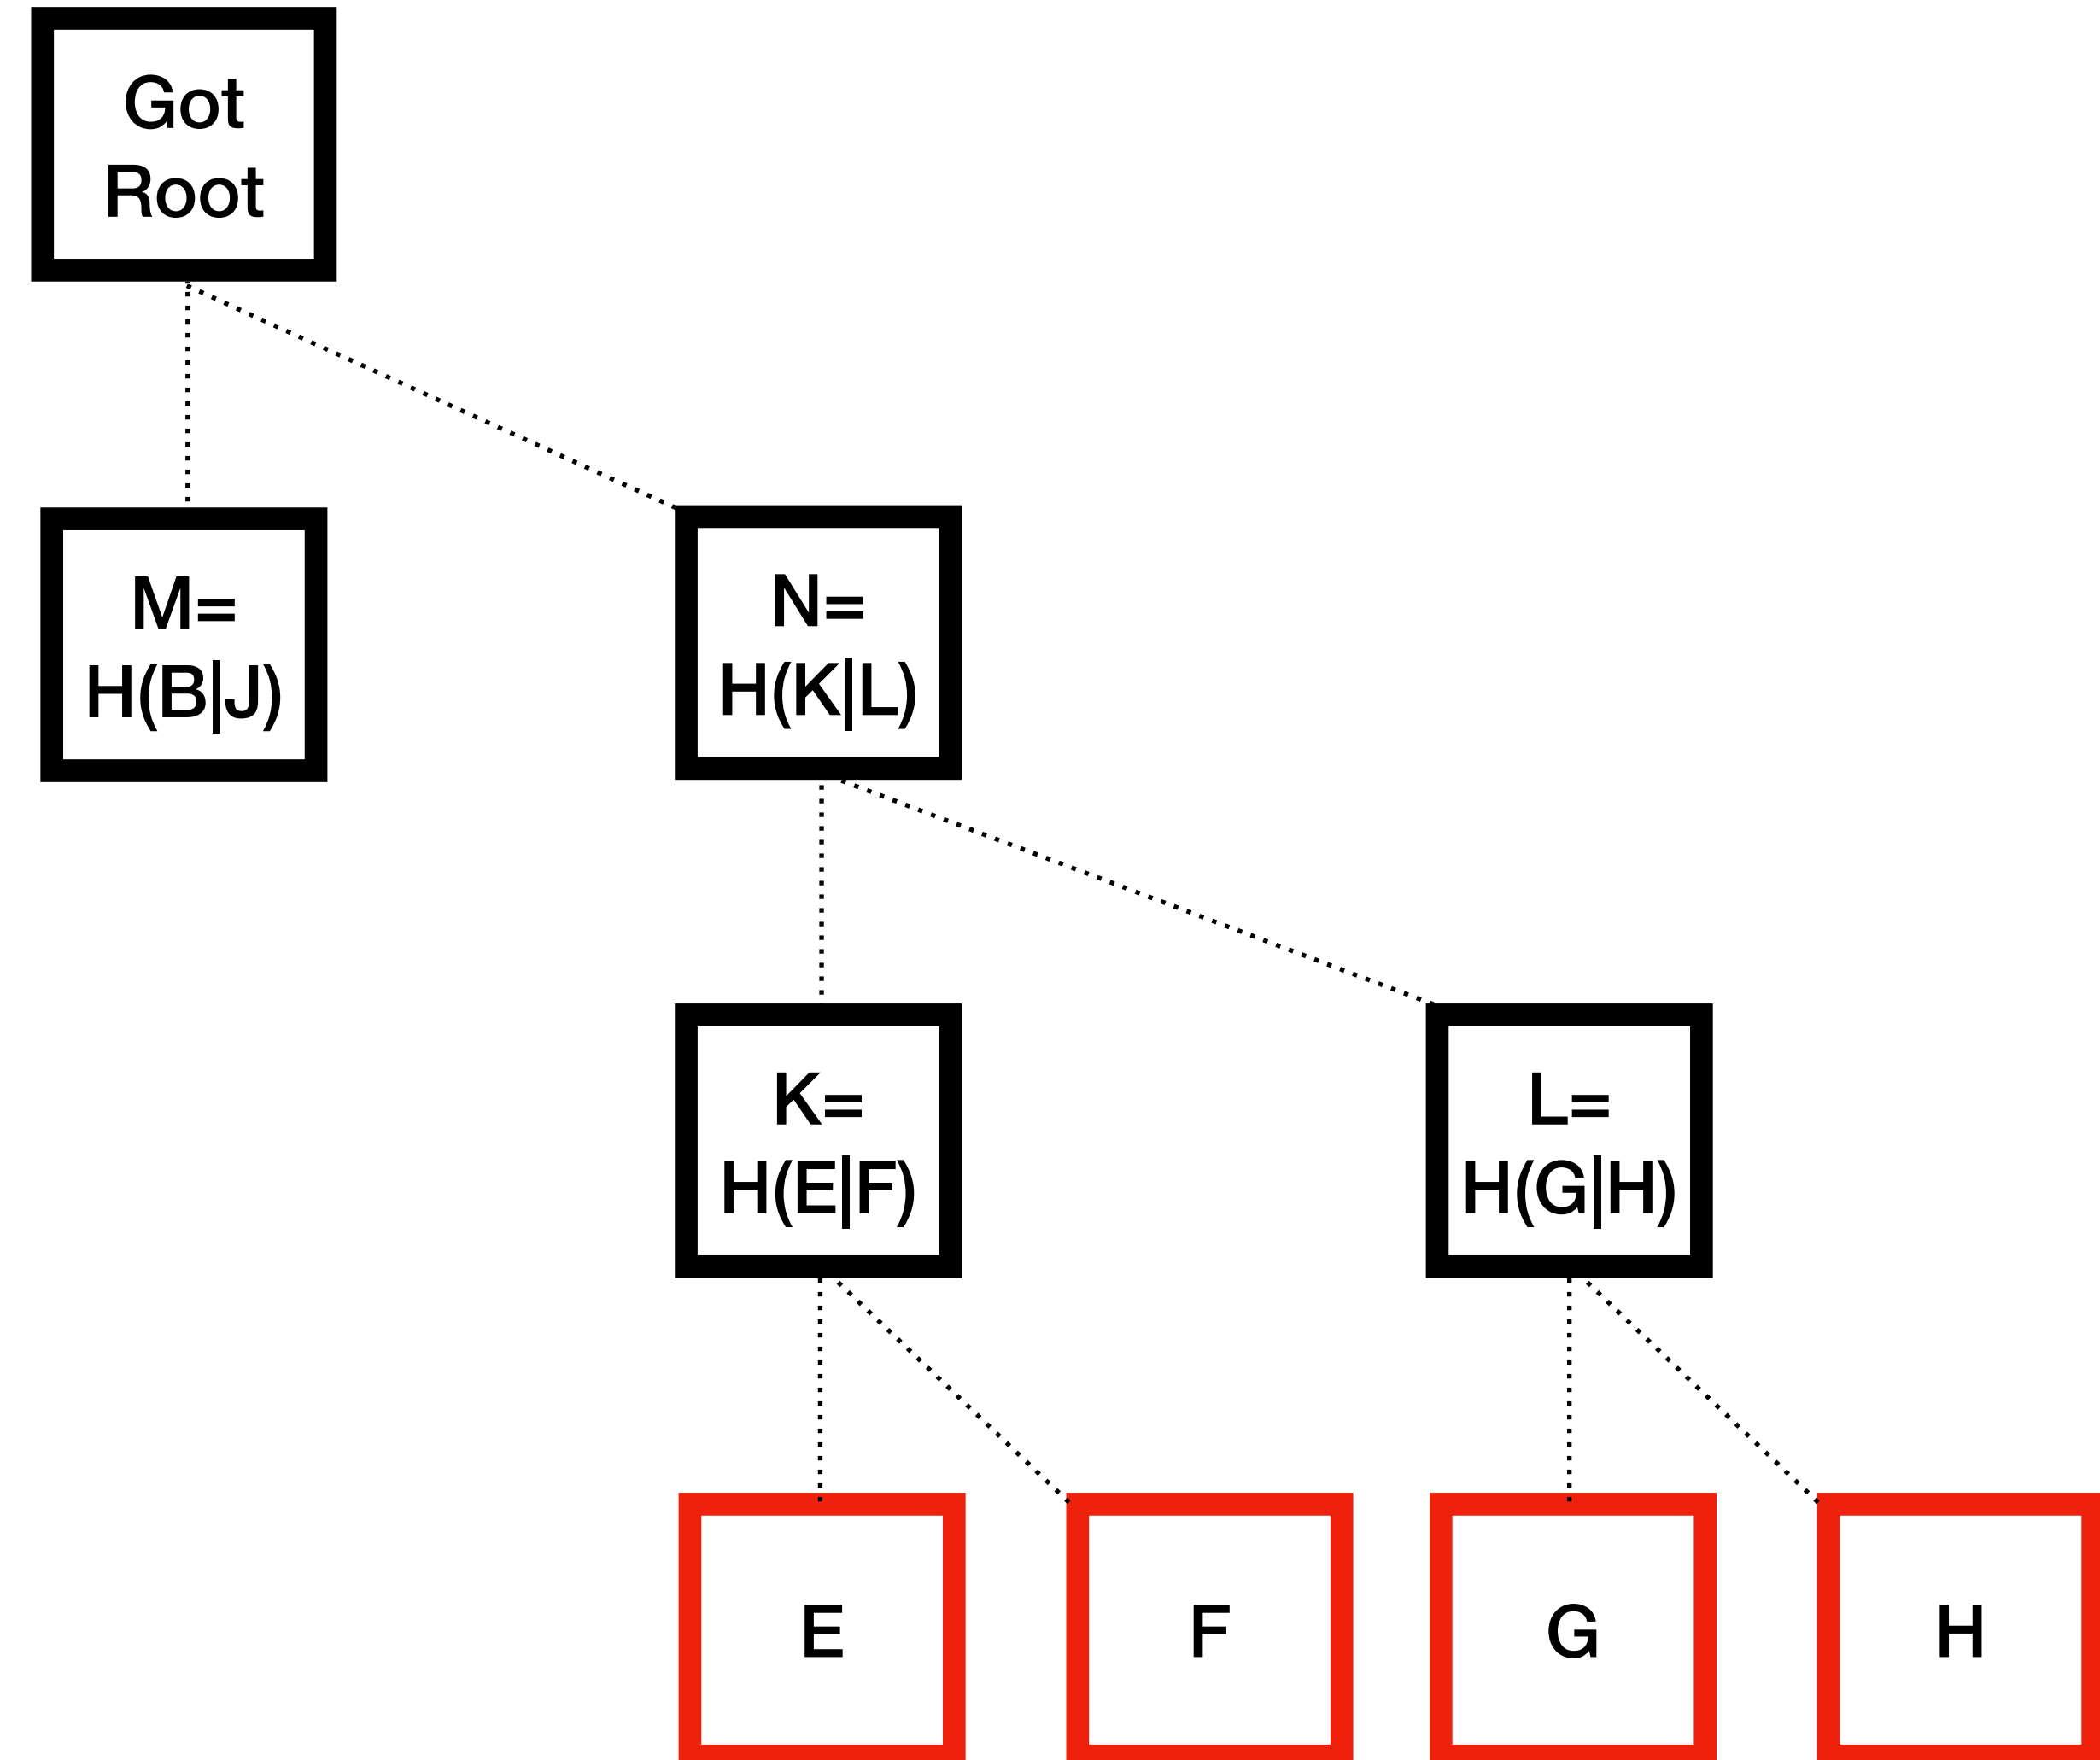 Got
Root
M=
H(B|J)
N=
H(K|L)
K=
H(E|F)
L=
H(G|H)
E
F
G
H